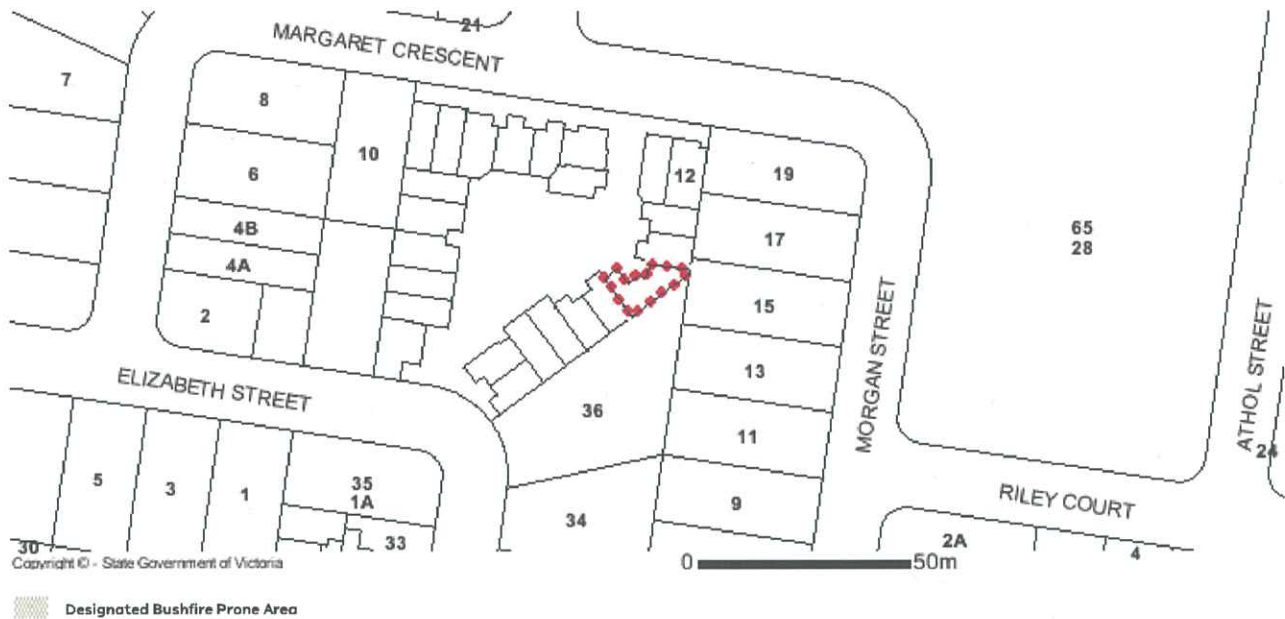 21
MARGARET CRESCENT
7
8
10
6
12
19
17
65
28
4B
4A
2
15
13
36
11
9
34
ELIZABETH STREET
MORGAN STREET
ATHOL STREET
24
RILEY COURT
5
3
1
35
1A
33
30
2A
4
Copyright © - State Government of Victoria
0 50m
Designated Bushfire Prone Area